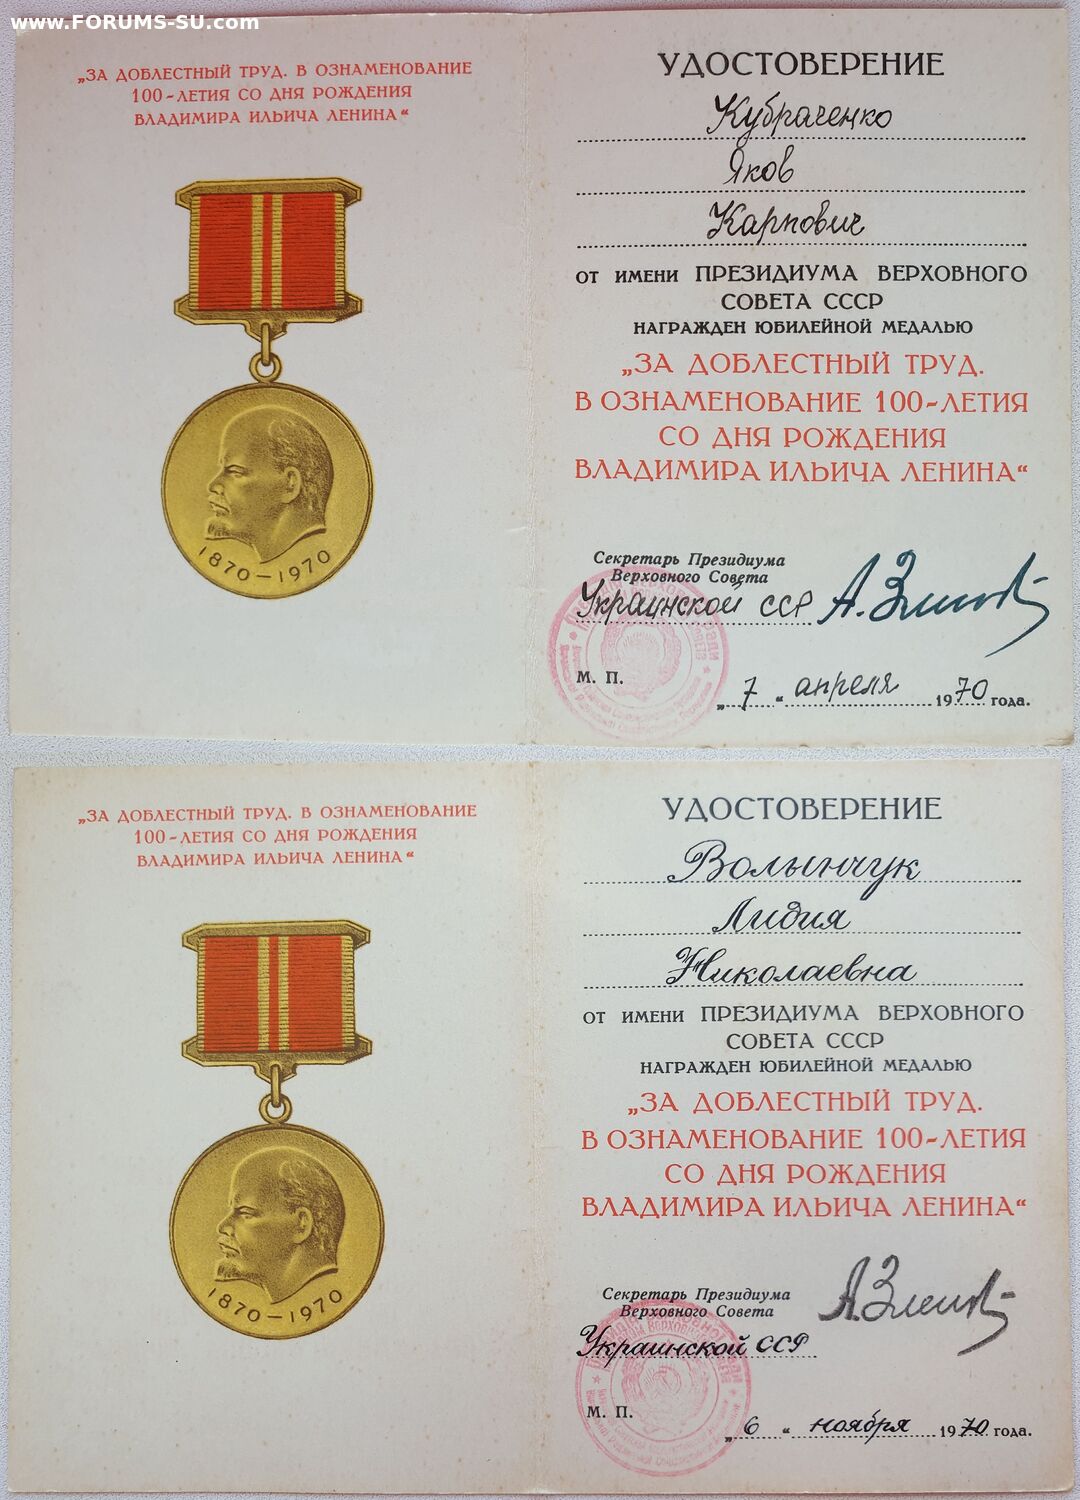 www.FORUMS-SU.com
„ЗА ДОБЛЕСТНЫЙ ТРУД. В ОЗНАМЕНОВАНИЕ
100-ЛЕТИЯ СО ДНЯ РОЖДЕНИЯ
ВЛАДИМИРА ИЛЬИЧА ЛЕНИНА“
1870–1970
УДОСТОВЕРЕНИЕ
Кубраченко
Яков
Карпович
ОТ ИМЕНИ ПРЕЗИДИУМА ВЕРХОВНОГО
СОВЕТА СССР
НАГРАЖДЕН ЮБИЛЕЙНОЙ МЕДАЛЬЮ
„ЗА ДОБЛЕСТНЫЙ ТРУД.
В ОЗНАМЕНОВАНИЕ 100-ЛЕТИЯ
СО ДНЯ РОЖДЕНИЯ
ВЛАДИМИРА ИЛЬИЧА ЛЕНИНА“
Секретарь Президиума
Верховного Совета
Украинской ССР А.Зленко
М. П.
„7“ апреля 1970 года.
„ЗА ДОБЛЕСТНЫЙ ТРУД. В ОЗНАМЕНОВАНИЕ
100-ЛЕТИЯ СО ДНЯ РОЖДЕНИЯ
ВЛАДИМИРА ИЛЬИЧА ЛЕНИНА“
1870–1970
УДОСТОВЕРЕНИЕ
Волынчук
Лидия
Николаевна
ОТ ИМЕНИ ПРЕЗИДИУМА ВЕРХОВНОГО
СОВЕТА СССР
НАГРАЖДЕН ЮБИЛЕЙНОЙ МЕДАЛЬЮ
„ЗА ДОБЛЕСТНЫЙ ТРУД.
В ОЗНАМЕНОВАНИЕ 100-ЛЕТИЯ
СО ДНЯ РОЖДЕНИЯ
ВЛАДИМИРА ИЛЬИЧА ЛЕНИНА“
Секретарь Президиума
Верховного Совета
Украинской ССР
М. П.
„6“ ноября 1970 года.